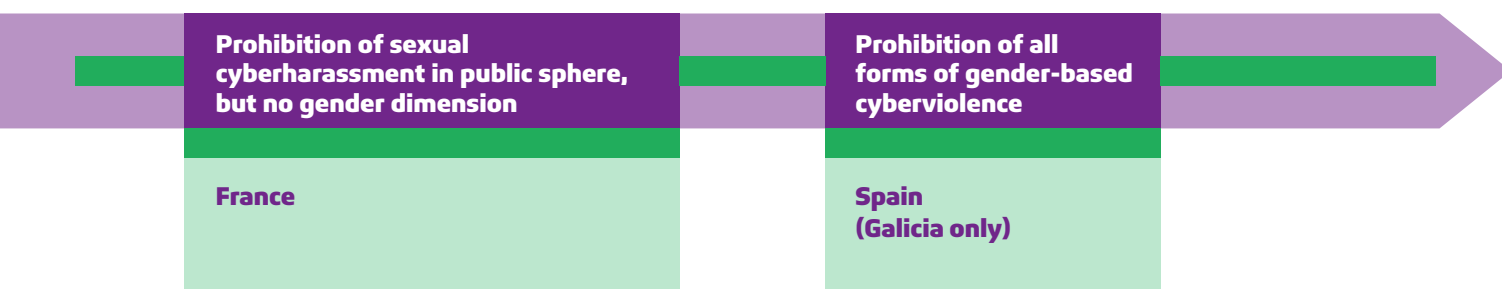 Prohibition of sexual
cyberharassment in public sphere,
but no gender dimension
France
Prohibition of all
forms of gender-based
cyberviolence
Spain
(Galicia only)